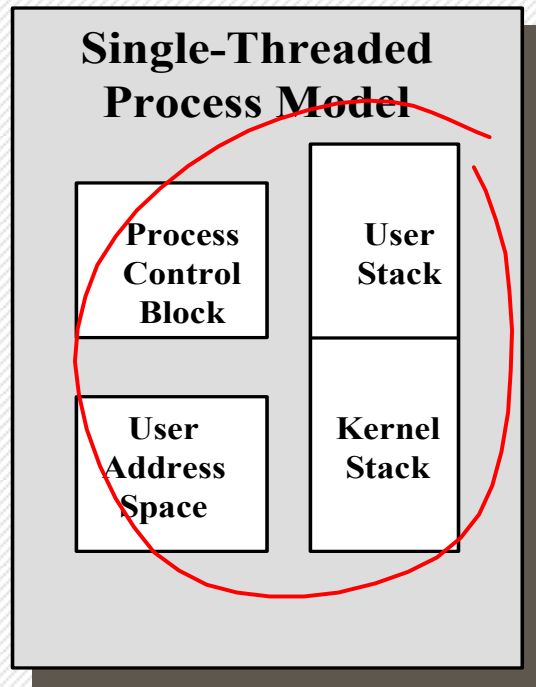 Single-Threaded
Process Model
Process
Control
Block
User
Stack
User
Address
Space
Kernel
Stack